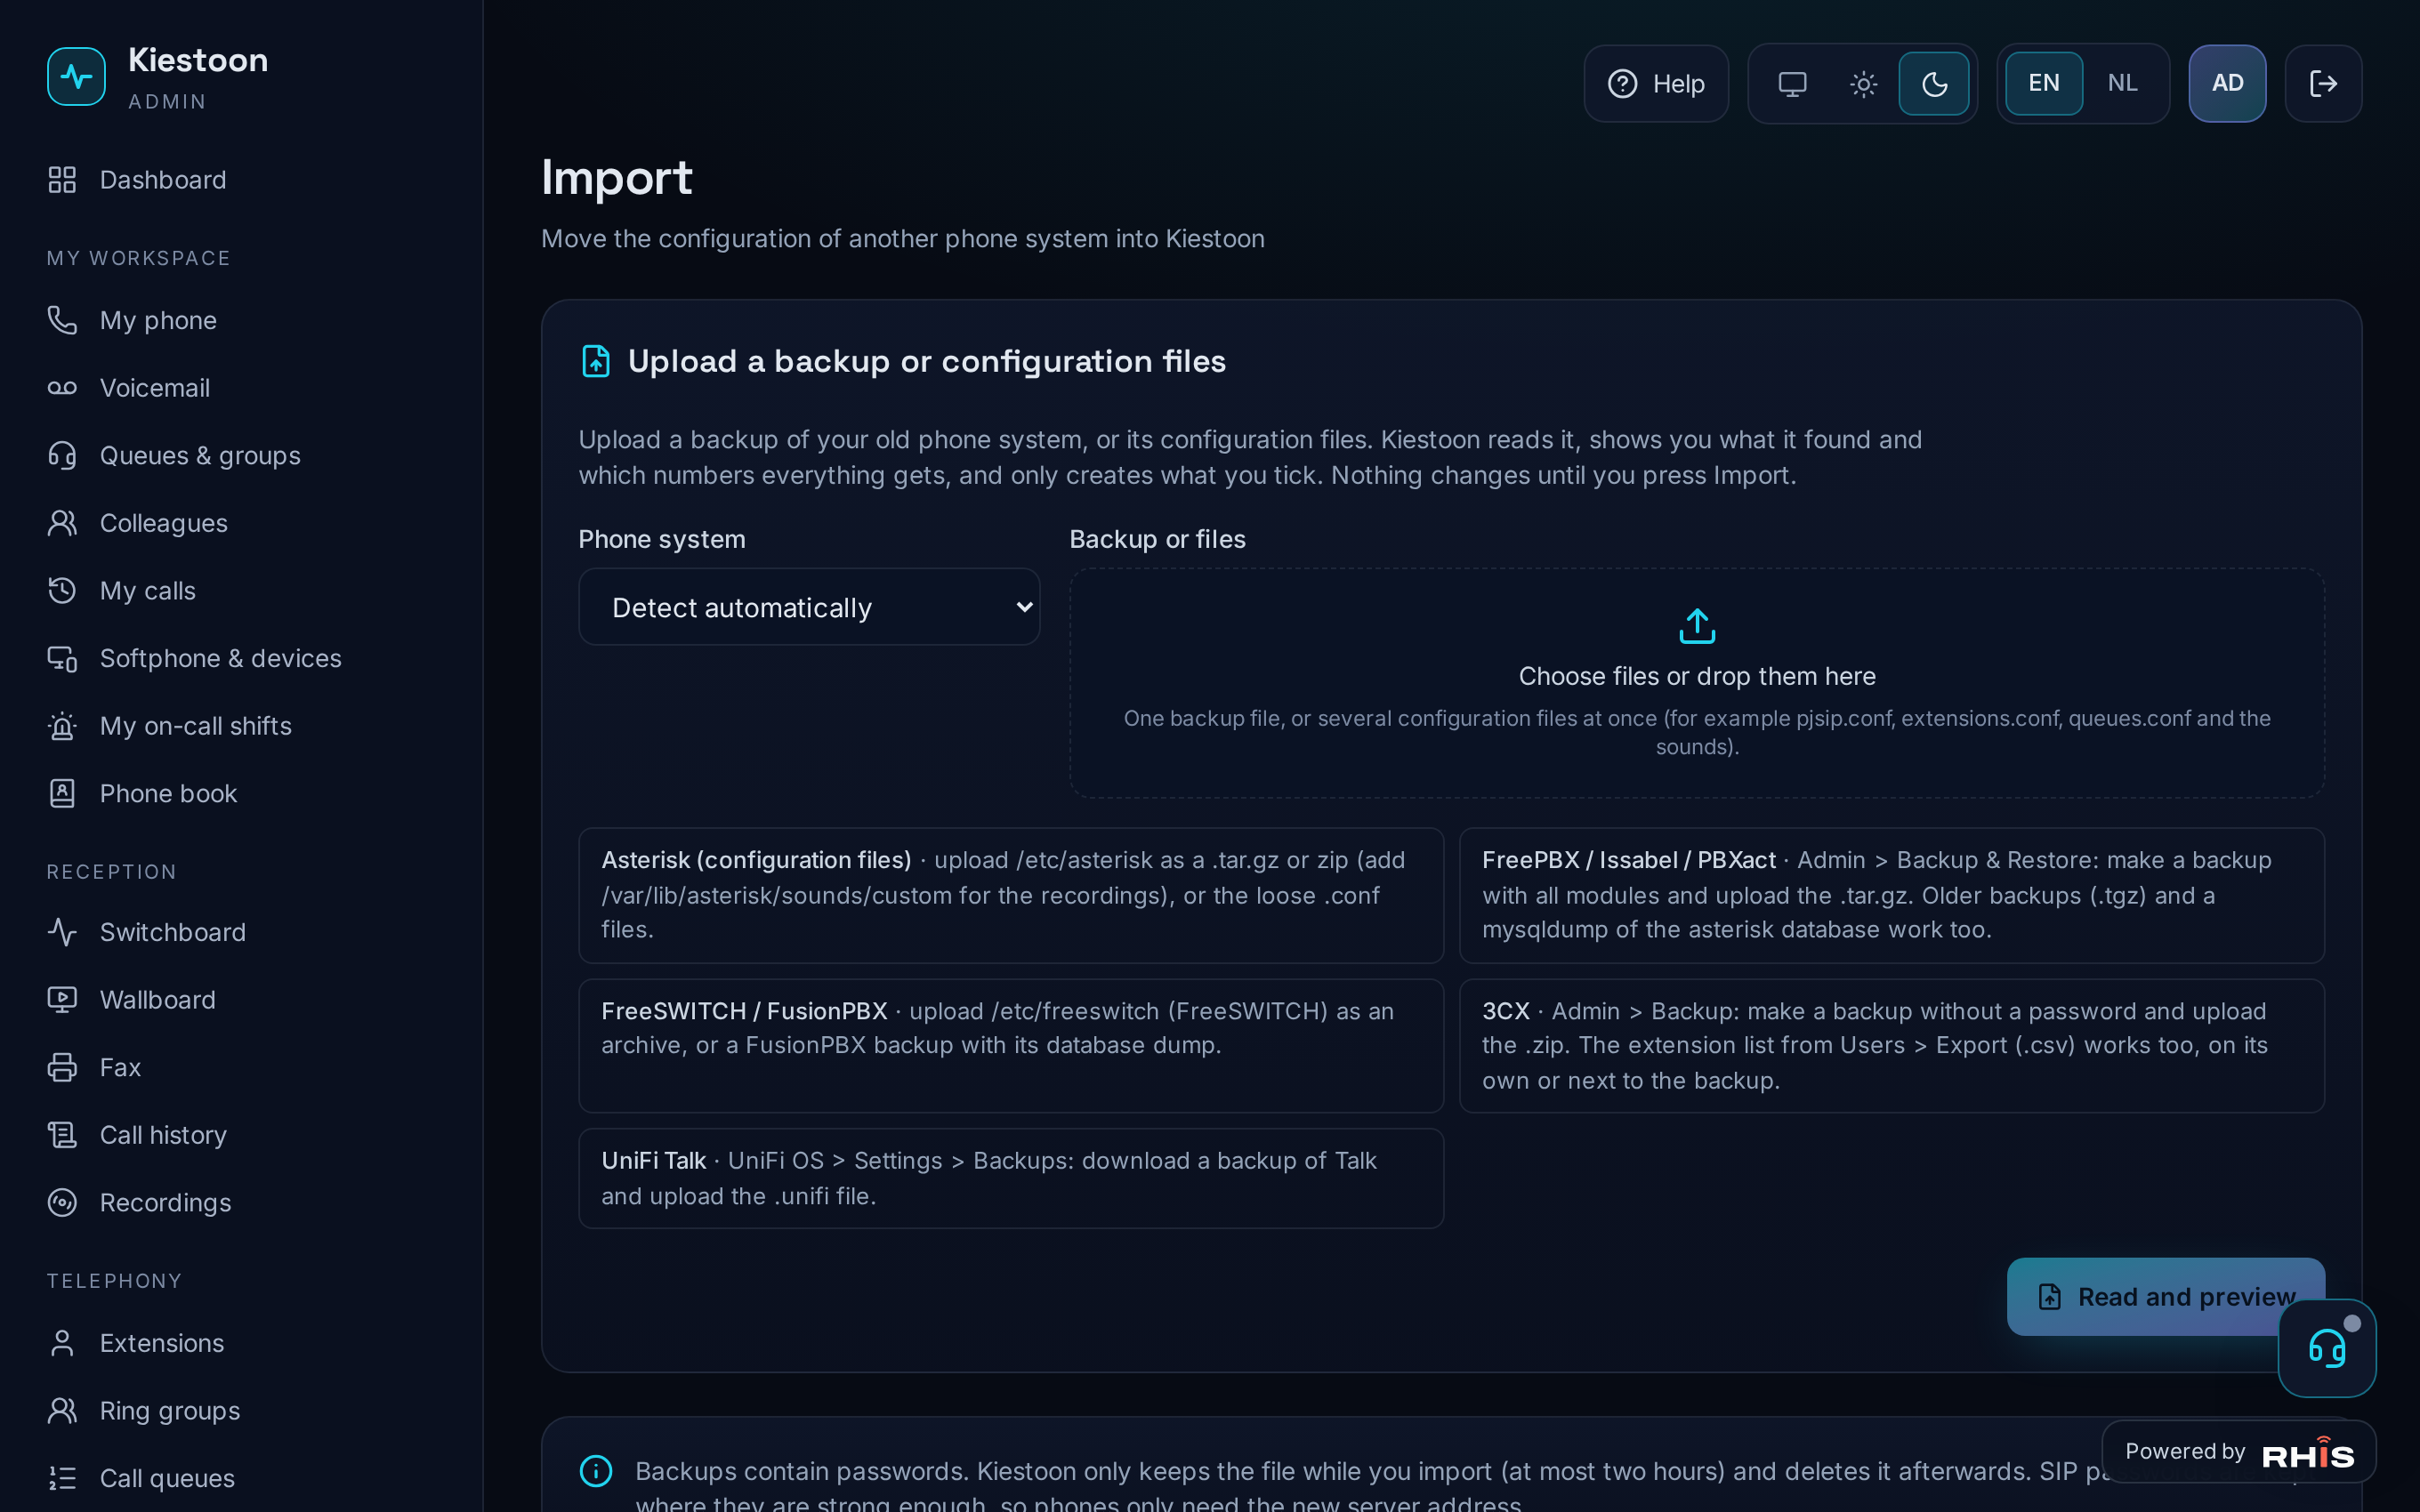 Kiestoon
ADMIN
Dashboard
MY WORKSPACE
My phone
Voicemail
Queues & groups
Colleagues
My calls
Softphone & devices
My on-call shifts
Phone book
RECEPTION
Switchboard
Wallboard
Fax
Call history
Recordings
TELEPHONY
Extensions
Ring groups
Call queues
Help
EN
NL
AD
Import
Move the configuration of another phone system into Kiestoon
Upload a backup or configuration files
Upload a backup of your old phone system, or its configuration files. Kiestoon reads it, shows you what it found and
which numbers everything gets, and only creates what you tick. Nothing changes until you press Import.
Phone system
Detect automatically
Backup or files
Choose files or drop them here
One backup file, or several configuration files at once (for example pjsip.conf, extensions.conf, queues.conf and the
sounds).
Asterisk (configuration files) · upload /etc/asterisk as a .tar.gz or zip (add
/var/lib/asterisk/sounds/custom for the recordings), or the loose .conf
files.
FreePBX / Issabel / PBXact · Admin > Backup & Restore: make a backup
with all modules and upload the .tar.gz. Older backups (.tgz) and a
mysqldump of the asterisk database work too.
FreeSWITCH / FusionPBX · upload /etc/freeswitch (FreeSWITCH) as an
archive, or a FusionPBX backup with its database dump.
3CX · Admin > Backup: make a backup without a password and upload
the .zip. The extension list from Users > Export (.csv) works too, on its
own or next to the backup.
UniFi Talk · UniFi OS > Settings > Backups: download a backup of Talk
and upload the .unifi file.
Read and preview
Backups contain passwords. Kiestoon only keeps the file while you import (at most two hours) and deletes it afterwards. SIP
where they are strong enough, so phones only need the new server address.
Powered by RHIS